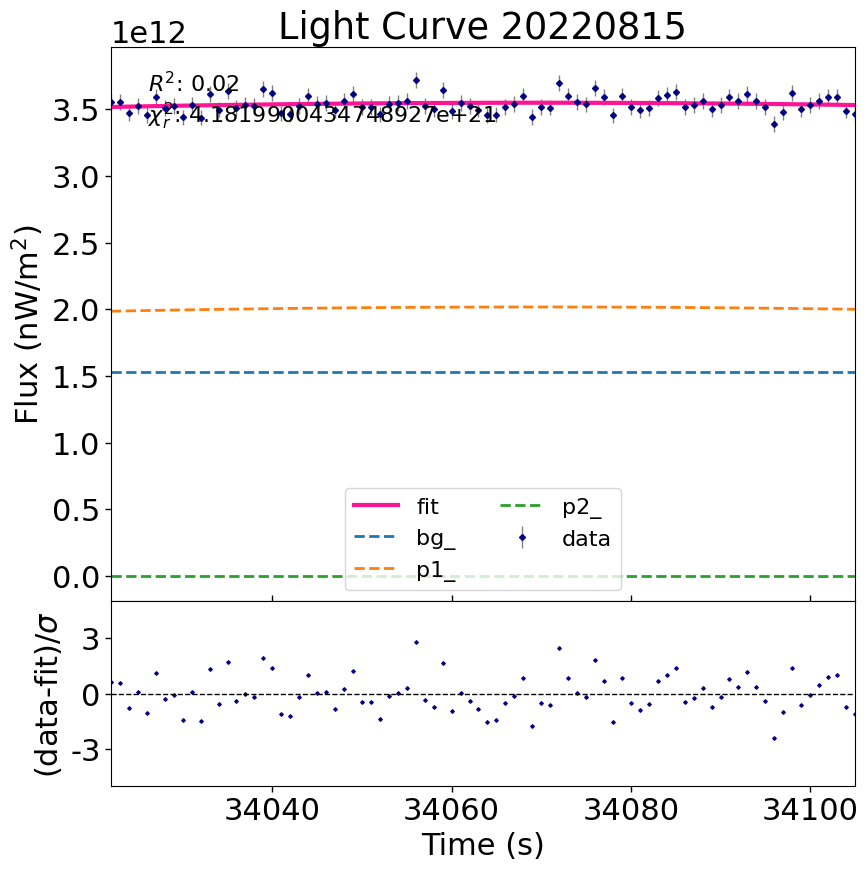 Light Curve 20220815
1e12
R²: 0.02
χ²ᵣ: 4.181990043474892​7e+21
3.5
3.0
2.5
2.0
1.5
1.0
0.5
0.0
Flux (nW/m²)
fit
bg_
p1_
p2_
data
(data-fit)/σ
3
0
-3
34040
34060
34080
34100
Time (s)